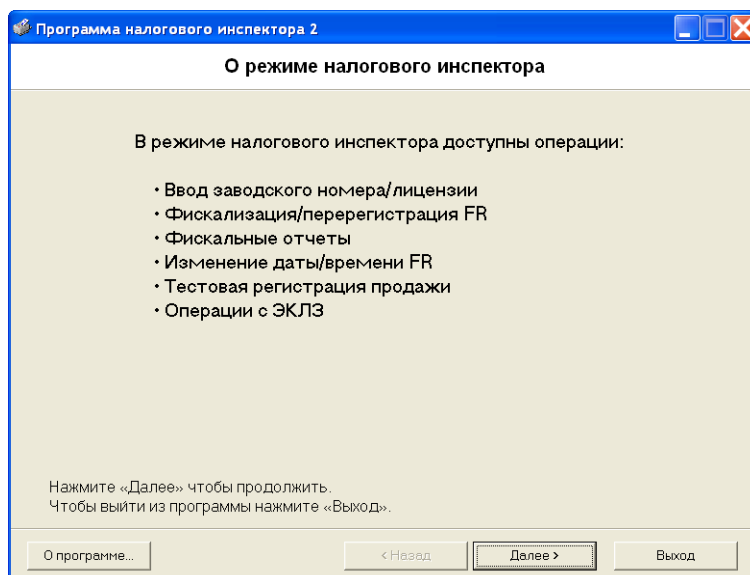 Программа налогового инспектора 2
О режиме налогового инспектора
В режиме налогового инспектора доступны операции:
• Ввод заводского номера/лицензии
• Фискализация/перерегистрация FR
• Фискальные отчеты
• Изменение даты/времени FR
• Тестовая регистрация продажи
• Операции с ЭКЛЗ
Нажмите «Далее» чтобы продолжить.
Чтобы выйти из программы нажмите «Выход».
О программе...
< Назад
Далее >
Выход